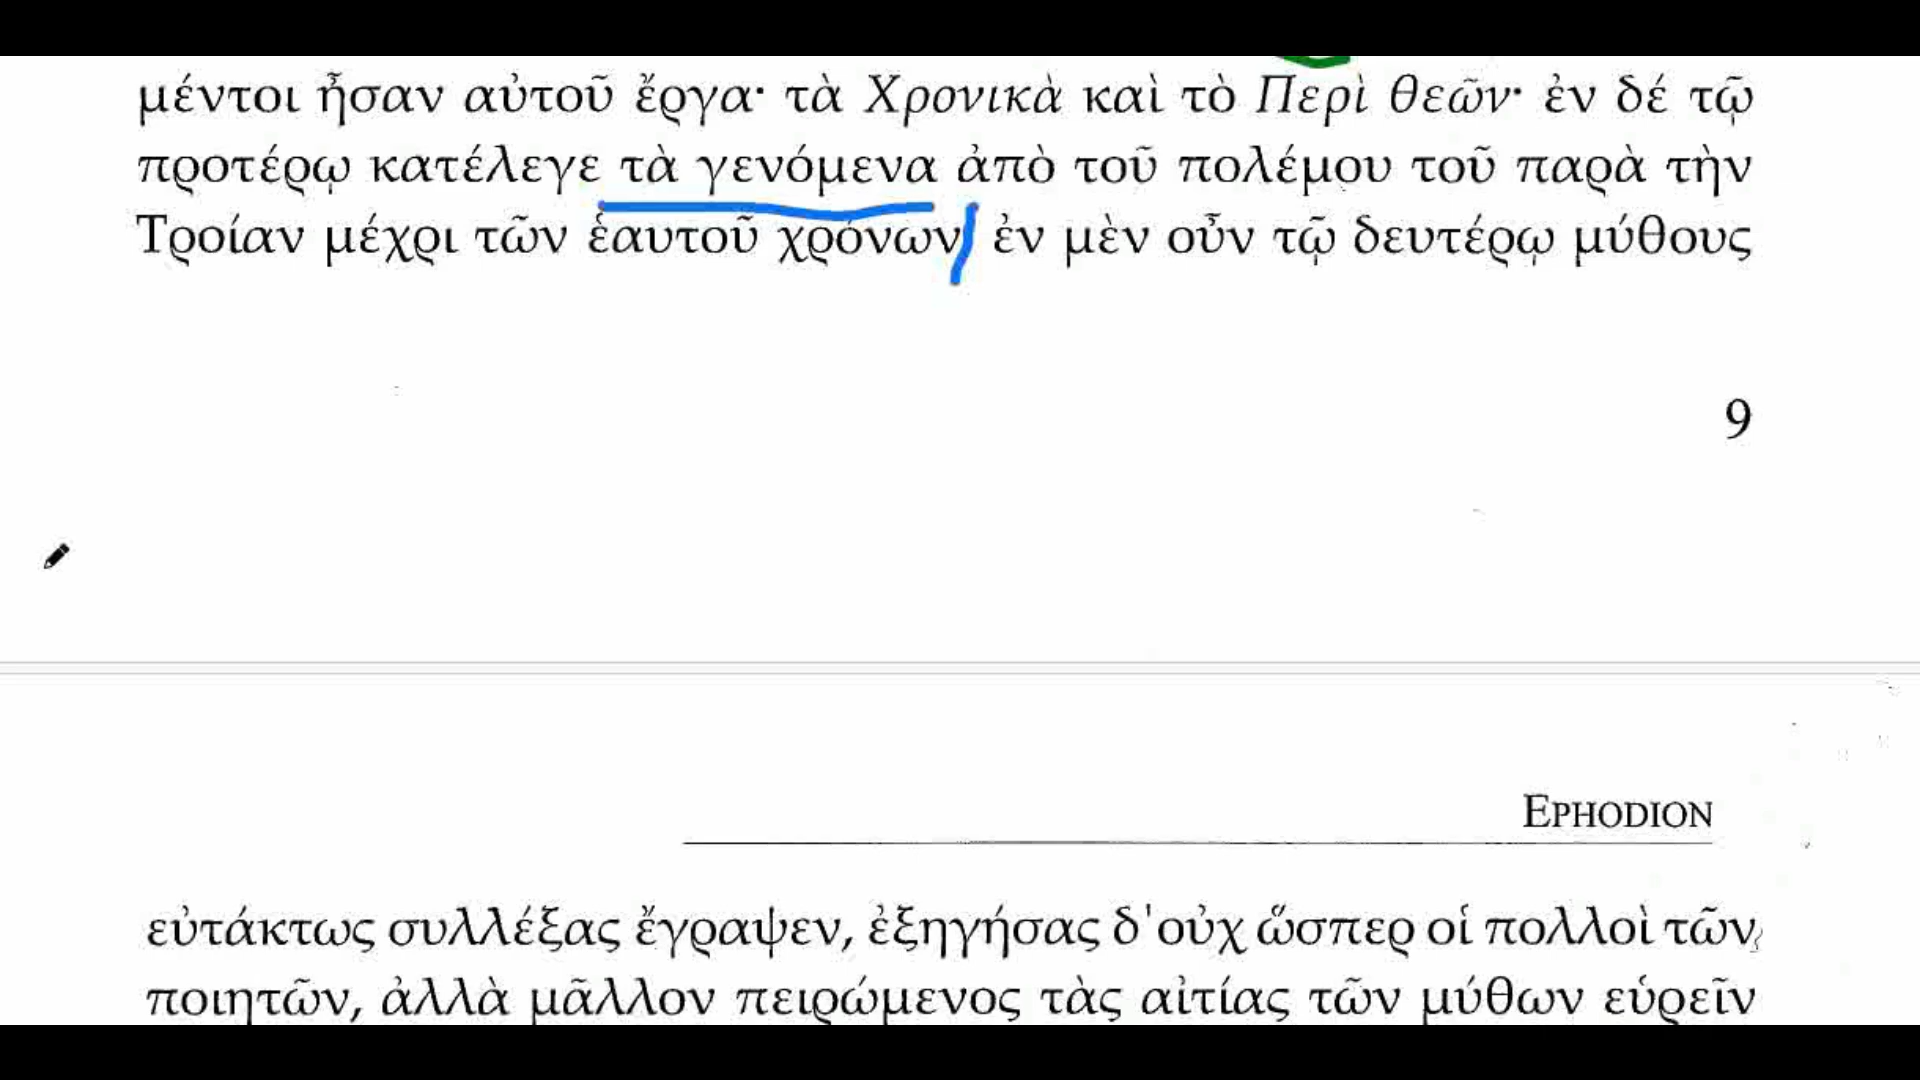 μέντοι ἦσαν αὐτοῦ ἔργα· τὰ Χρονικὰ καὶ τὸ Περὶ θεῶν· ἐν δέ τῷ
προτέρῳ κατέλεγε τὰ γενόμενα ἀπὸ τοῦ πολέμου τοῦ παρὰ τὴν
Τροίαν μέχρι τῶν ἑαυτοῦ χρόνων ἐν μὲν οὖν τῷ δευτέρῳ μύθους
9
EPHODION
εὐτάκτως συλλέξας ἔγραψεν, ἐξηγήσας δ'οὐχ ὥσπερ οἱ πολλοὶ τῶν
ποιητῶν, ἀλλὰ μᾶλλον πειρώμενος τὰς αἰτίας τῶν μύθων εὑρεῖν